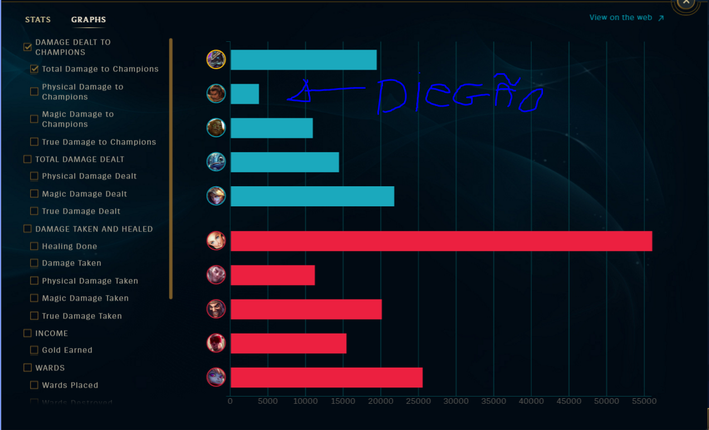 STATS GRAPHS
View on the web
DAMAGE DEALT TO
CHAMPIONS
Total Damage to Champions
Physical Damage to
Champions
Magic Damage to
Champions
True Damage to Champions
TOTAL DAMAGE DEALT
Physical Damage Dealt
Magic Damage Dealt
True Damage Dealt
DAMAGE TAKEN AND HEALED
Healing Done
Damage Taken
Physical Damage Taken
Magic Damage Taken
True Damage Taken
INCOME
Gold Earned
WARDS
Wards Placed
Wards Destroyed
DIEGÃO
0 5000 10000 15000 20000 25000 30000 35000 40000 45000 50000 55000